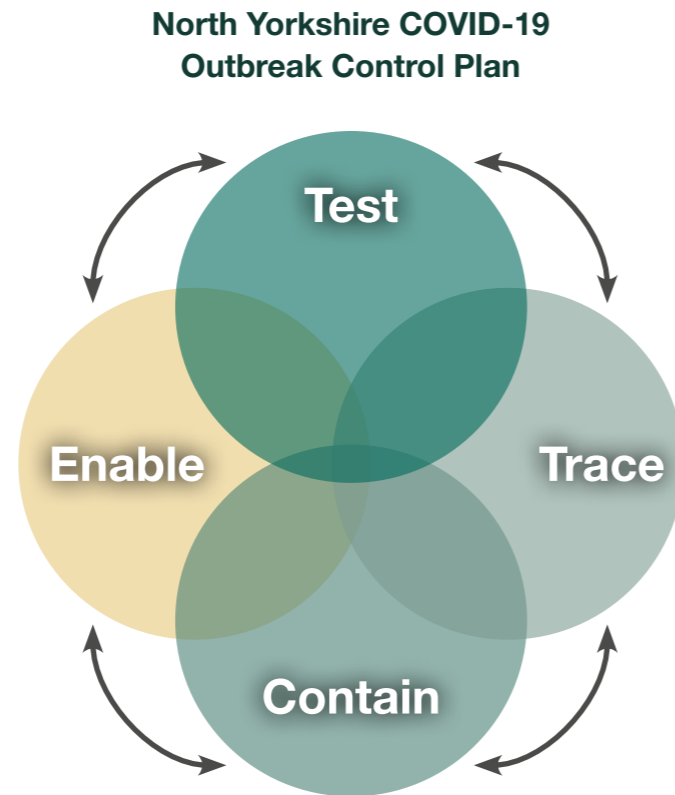 North Yorkshire COVID-19
Outbreak Control Plan
Test
Enable
Trace
Contain